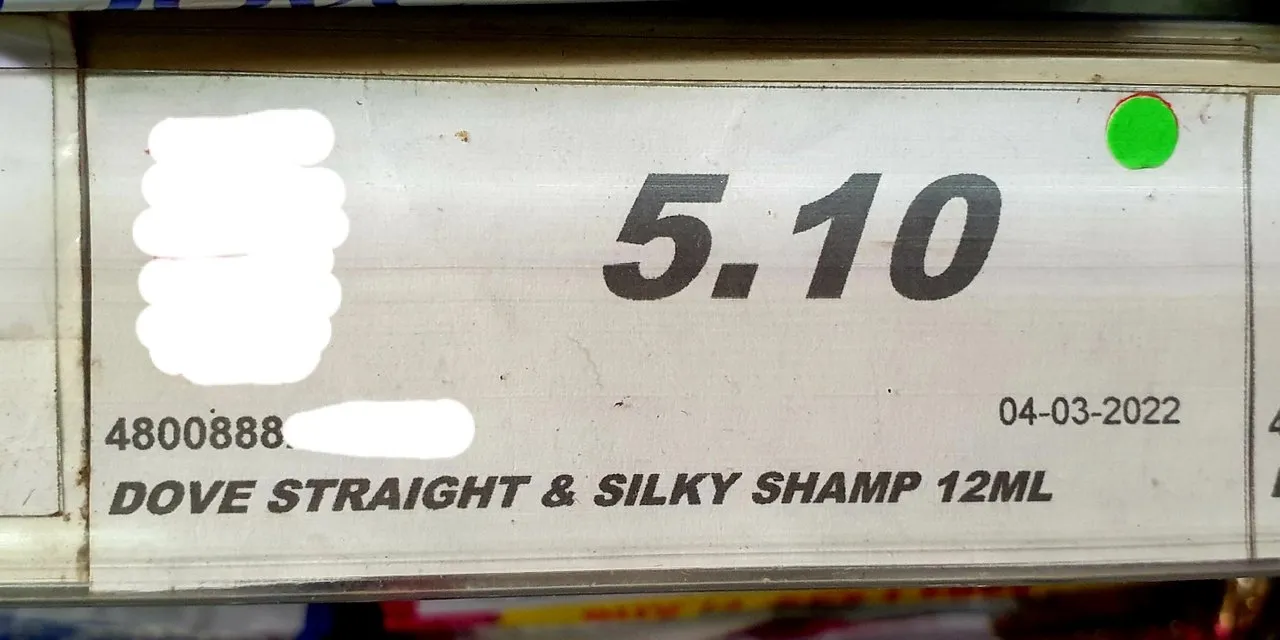 5.10
4800888
04-03-2022
DOVE STRAIGHT & SILKY SHAMP 12ML